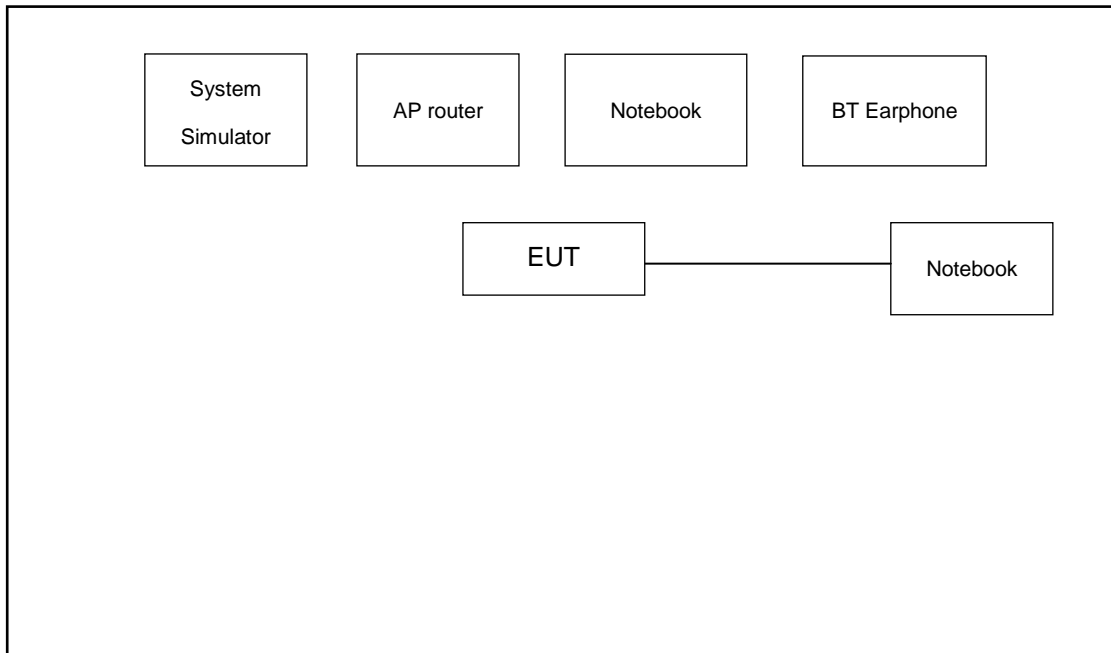 System
Simulator
AP router
Notebook
BT Earphone
EUT
Notebook